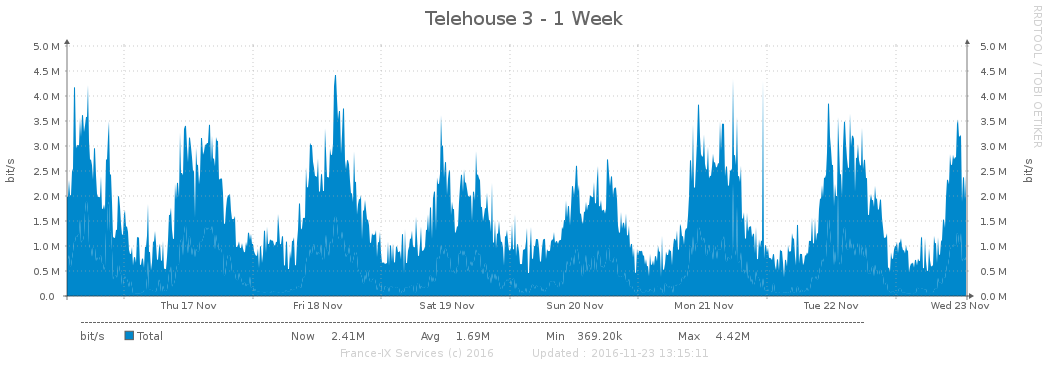 Telehouse 3 - 1 Week
RRDTOOL / TOBI OETIKER
bit/s
5.0 M 5.0 M
4.5 M 4.5 M
4.0 M 4.0 M
3.5 M 3.5 M
3.0 M 3.0 M
2.5 M 2.5 M
2.0 M 2.0 M
1.5 M 1.5 M
1.0 M 1.0 M
0.5 M 0.5 M
0.0 0.0 M
bit/s
Thu 17 Nov Fri 18 Nov Sat 19 Nov Sun 20 Nov Mon 21 Nov Tue 22 Nov Wed 23 Nov
bit/s Total Now 2.41M Avg 1.69M Min 369.20k Max 4.42M
France-IX Services (c) 2016 Updated : 2016-11-23 13:15:11